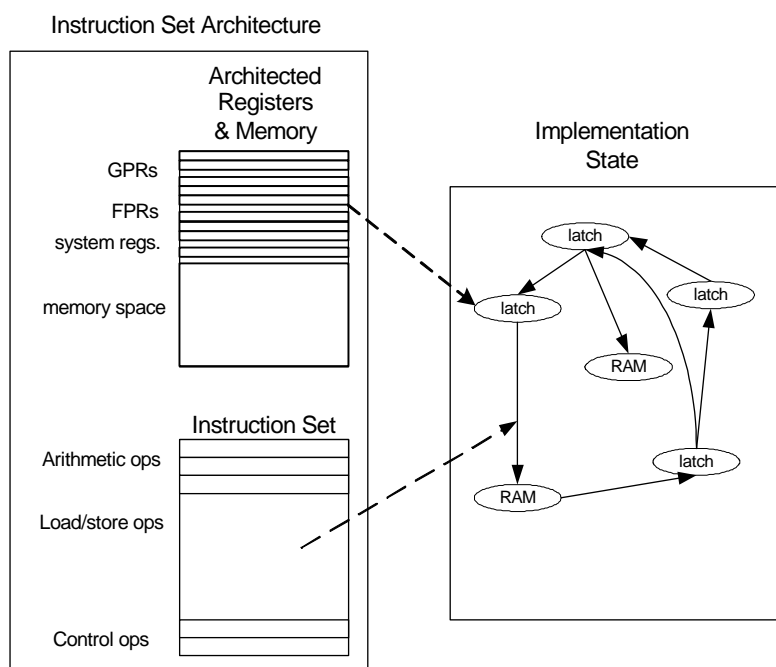 Instruction Set Architecture
Architected
Registers
& Memory
GPRs
FPRs
system regs.
memory space
Instruction Set
Arithmetic ops
Load/store ops
Control ops
Implementation
State
latch
latch
latch
RAM
latch
RAM